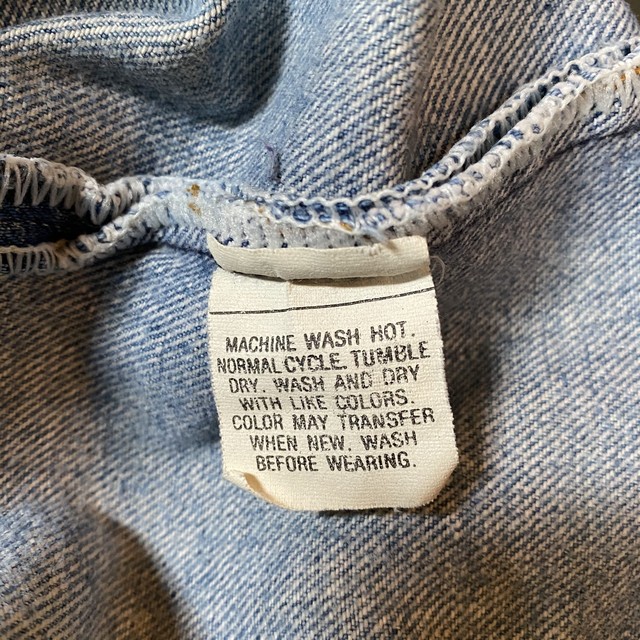 MACHINE WASH HOT.
NORMAL CYCLE. TUMBLE
DRY. WASH AND DRY
WITH LIKE COLORS.
COLOR MAY TRANSFER
WHEN NEW. WASH
BEFORE WEARING.